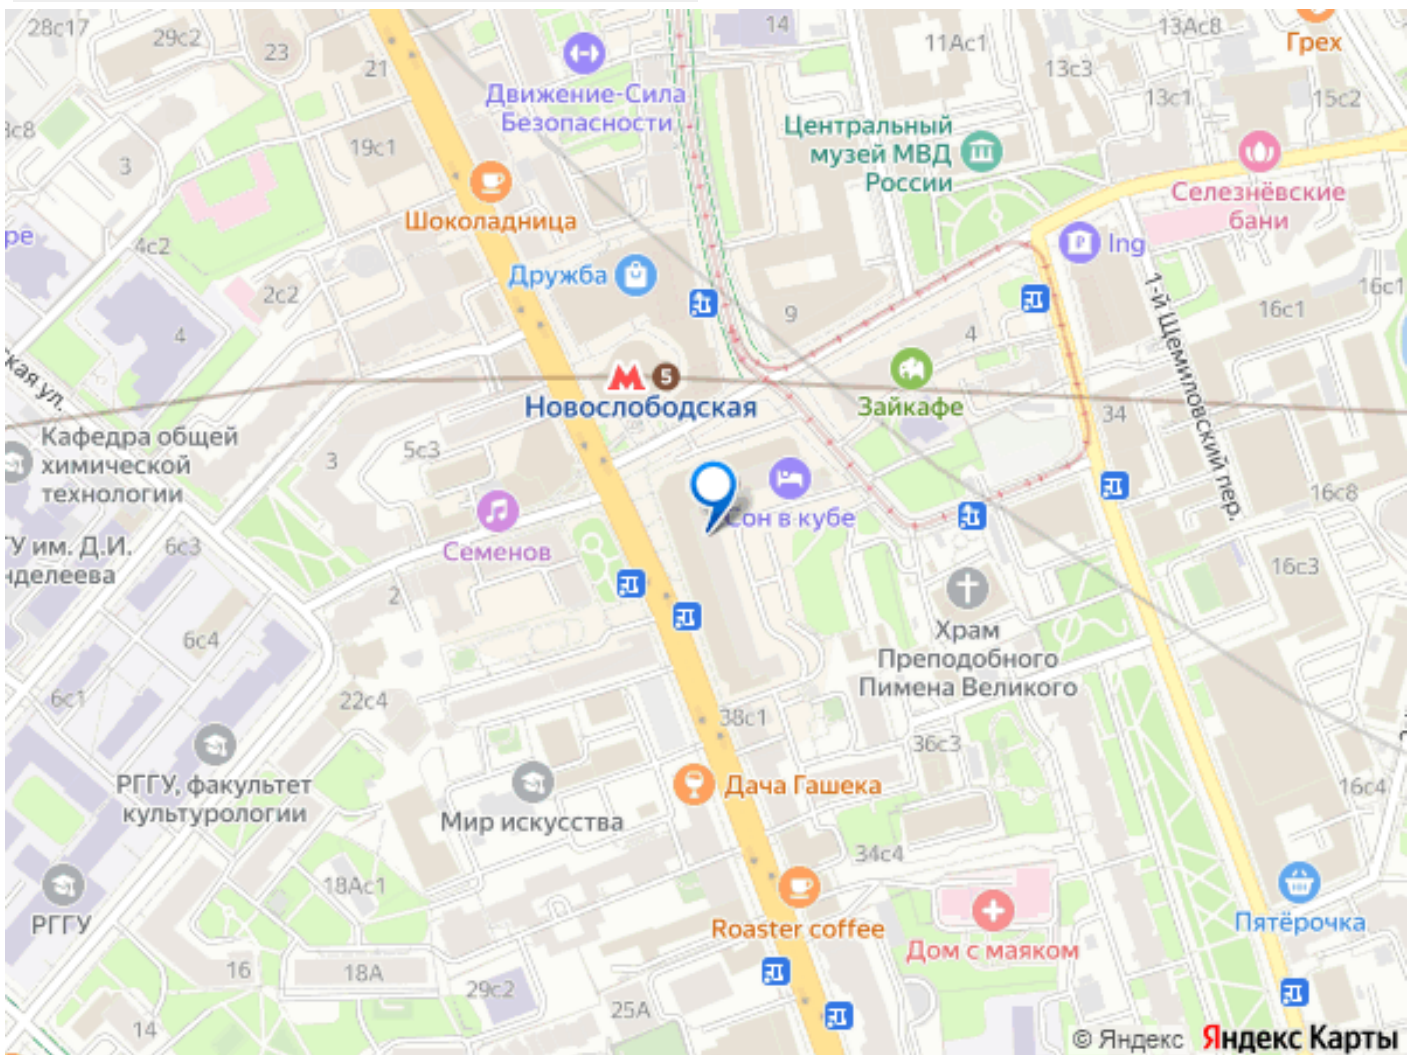 28с17
29с2
23
21
14
11Ас1
13Ас8
Грех
13с3
13с1
15с2
Движение-Сила
Безопасности
3с8
3
19с1
Центральный
музей МВД
России
Шоколадница
Селезнёвские
бани
ре
4с2
Ing
Дружба
2с2
9
4
4
1-й Щемиловский пер.
16с1
16с1
ская ул.
5
Новослободская
Зайкафе
34
Кафедра общей
химической
технологии
3
5с3
Сон в кубе
16с8
Семенов
У им. Д.И.
нделеева
6с3
2
16с3
Храм
Преподобного
Пимена Великого
6с4
6с1
22с4
38с1
36с3
РГГУ, факультет
культурологии
Мир искусства
Дача Гашека
16с4
34с4
18Ас1
РГГУ
Roaster coffee
Дом с маяком
Пятёрочка
16
18А
29с2
25А
14
© Яндекс Яндекс Карты